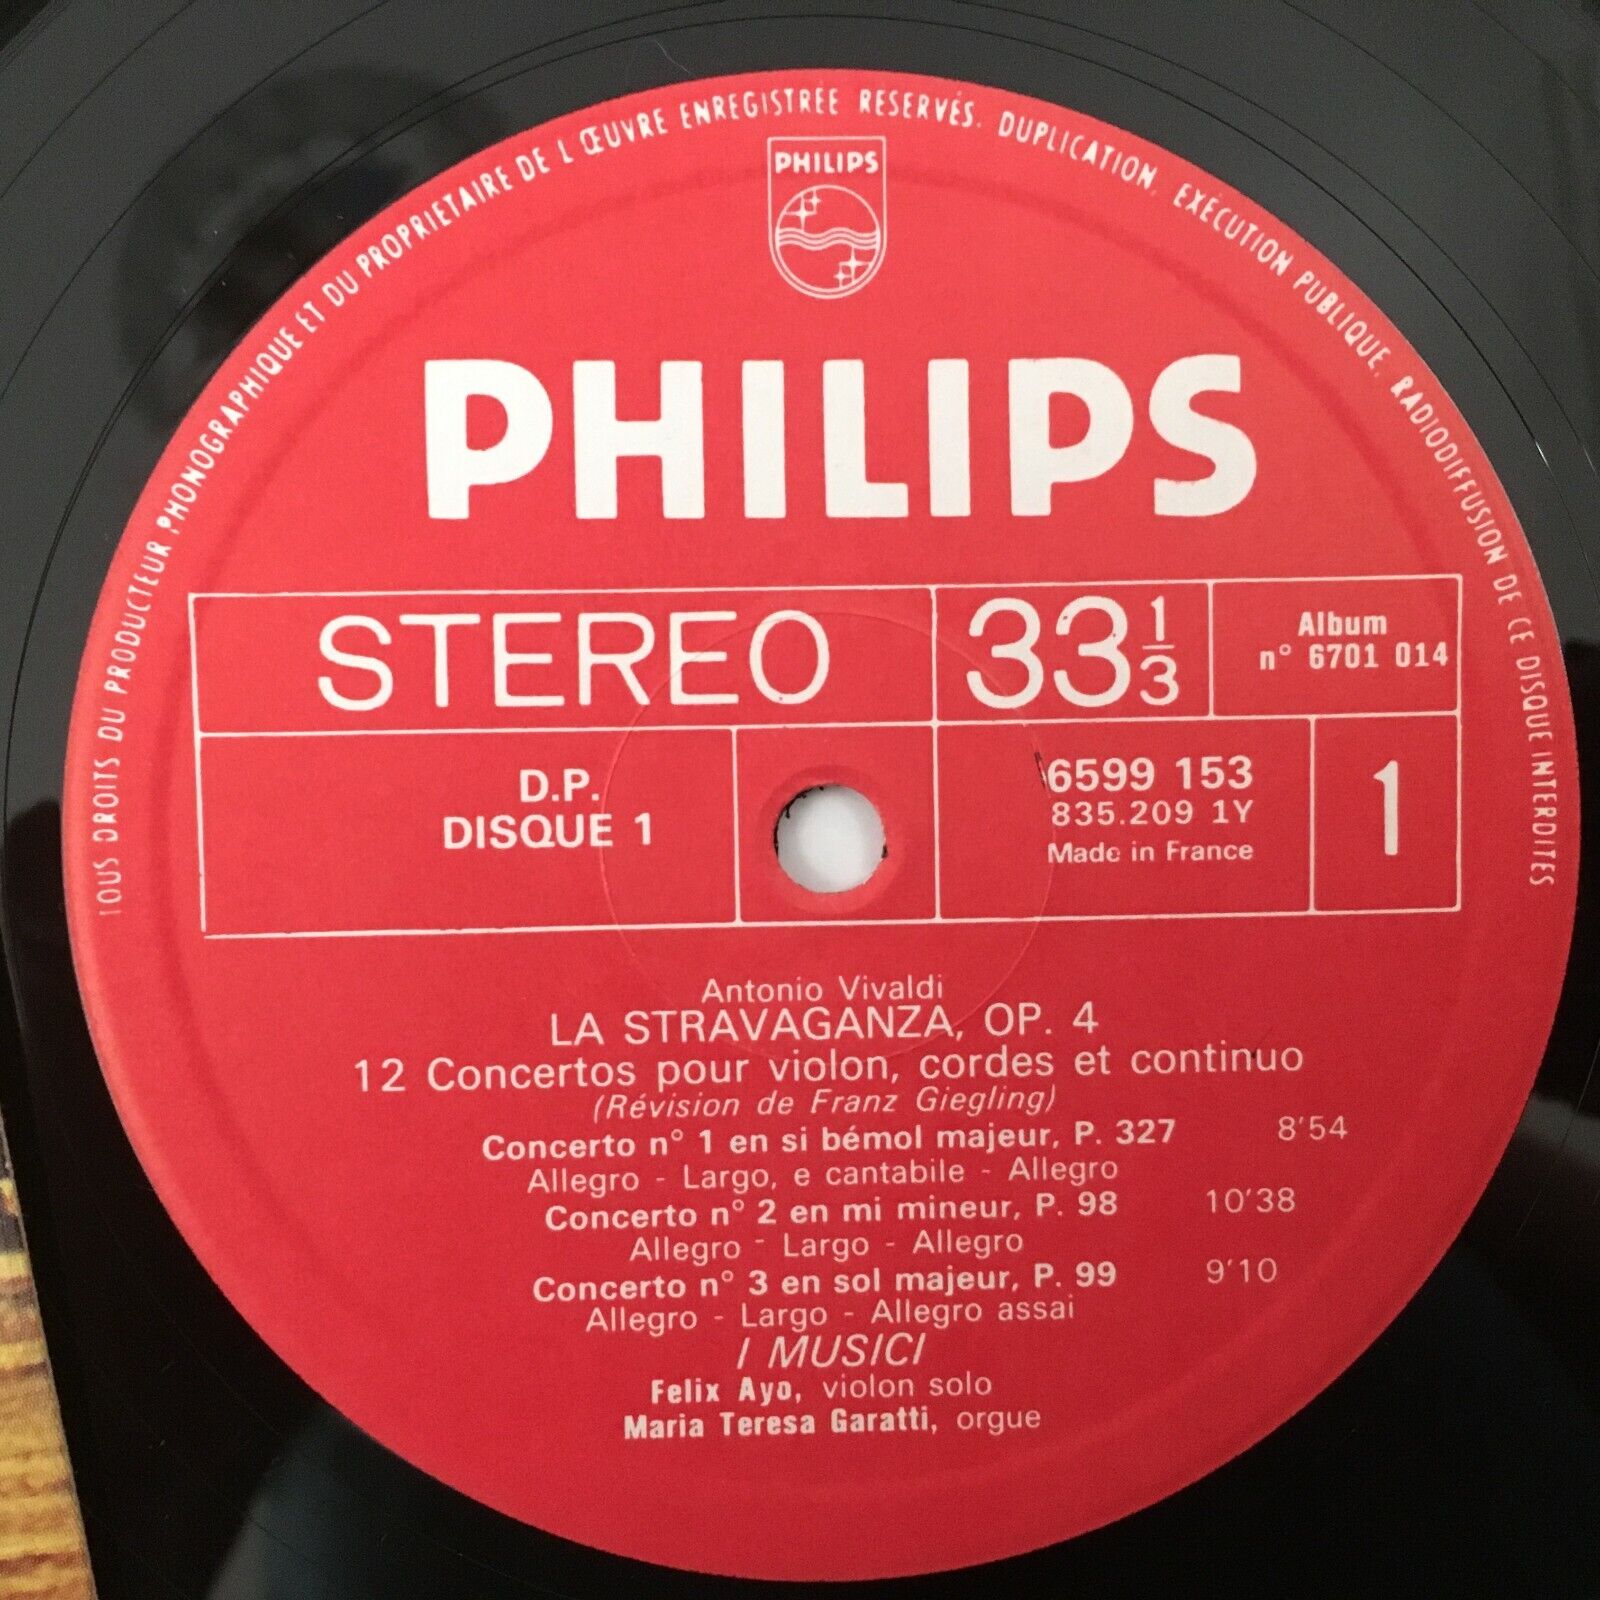 TOUS DROITS DU PRODUCTEUR PHONOGRAPHIQUE ET DU PROPRIETAIRE DE L'ŒUVRE ENREGISTRÉE RESERVÉS. DUPLICATION, EXÉCUTION PUBLIQUE, RADIODIFFUSION DE CE DISQUE INTERDITES
PHILIPS
PHILIPS
STEREO
33 1/3
Album
n° 6701 014
D.P.
DISQUE 1
6599 153
835.209 1Y
Made in France
1
Antonio Vivaldi
LA STRAVAGANZA, OP. 4
12 Concertos pour violon, cordes et continuo
(Révision de Franz Giegling)
Concerto n° 1 en si bémol majeur, P. 327 8'54
Allegro - Largo, e cantabile - Allegro
Concerto n° 2 en mi mineur, P. 98 10'38
Allegro - Largo - Allegro
Concerto n° 3 en sol majeur, P. 99 9'10
Allegro - Largo - Allegro assai
I MUSICI
Felix Ayo, violon solo
Maria Teresa Garatti, orgue